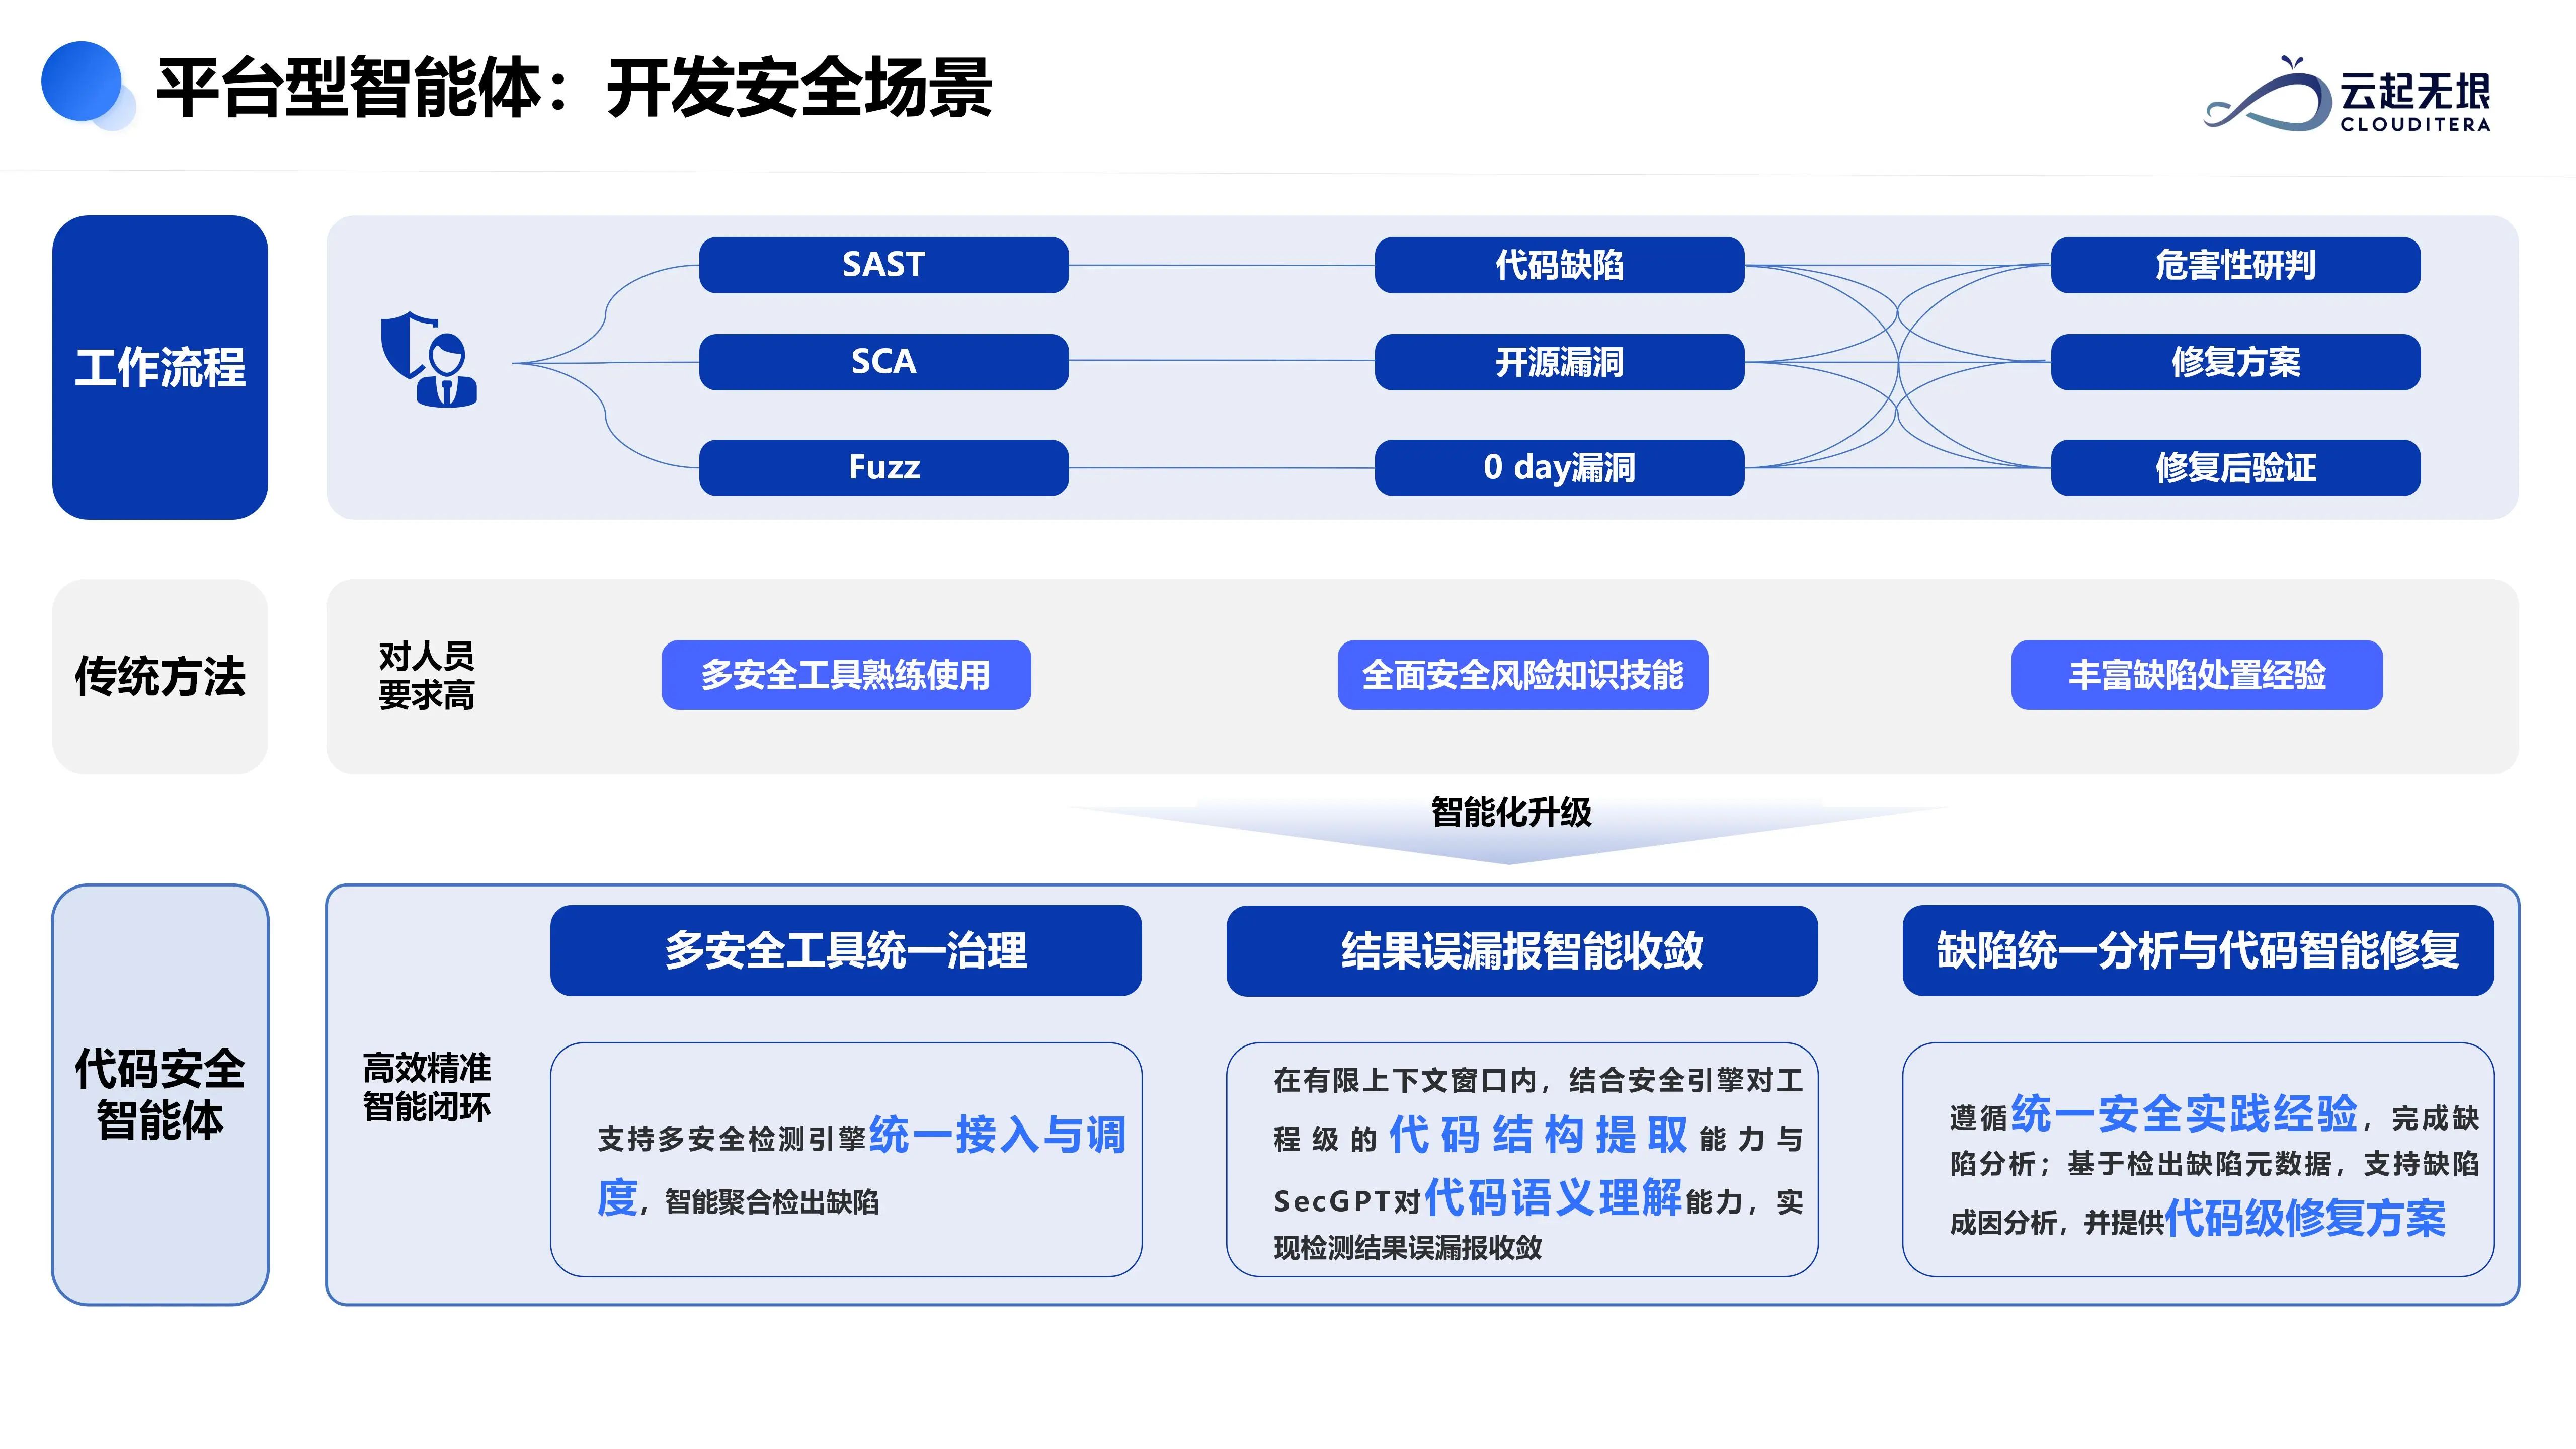 平台型智能体：开发安全场景
云起无垠
CLOUDITERA
工作流程
SAST
代码缺陷
危害性研判
SCA
开源漏洞
修复方案
Fuzz
0 day漏洞
修复后验证
传统方法
对人员
要求高
多安全工具熟练使用
全面安全风险知识技能
丰富缺陷处置经验
智能化升级
代码安全
智能体
高效精准
智能闭环
多安全工具统一治理
支持多安全检测引擎统一接入与调
度，智能聚合检出缺陷
结果误漏报智能收敛
在有限上下文窗口内，结合安全引擎对工
程级的代码结构提取能力与
SecGPT对代码语义理解能力，实
现检测结果误漏报收敛
缺陷统一分析与代码智能修复
遵循统一安全实践经验，完成缺
陷分析；基于检出缺陷元数据，支持缺陷
成因分析，并提供代码级修复方案